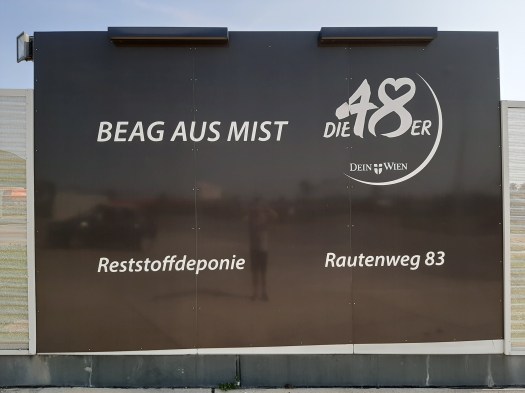 BEAG AUS MIST
DIE 48ER
DEIN WIEN
Reststoffdeponie
Rautenweg 83